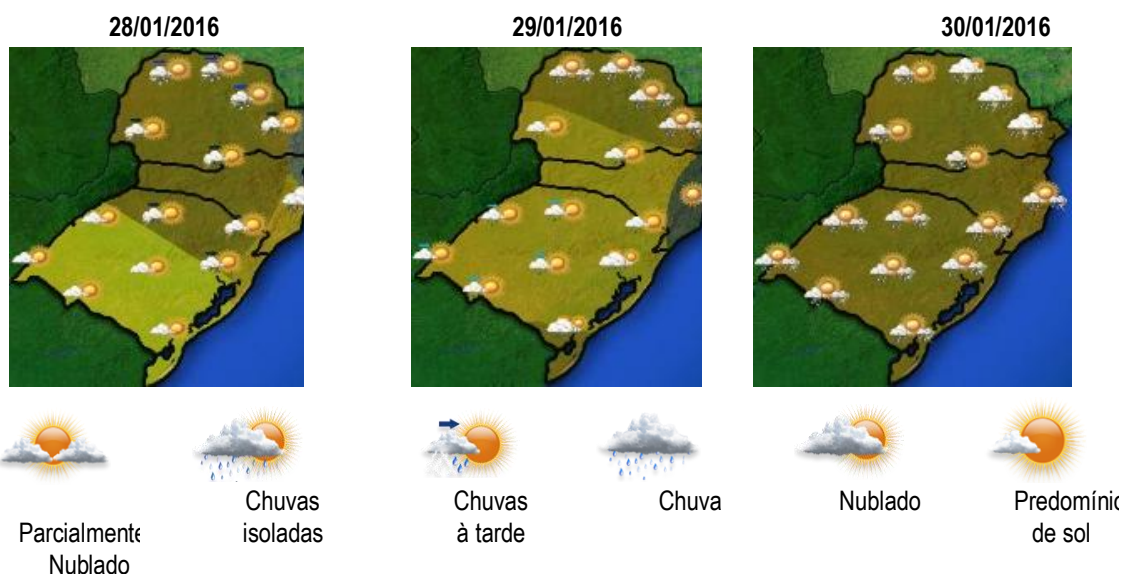 28/01/2016 29/01/2016 30/01/2016
Parcialmente
Nublado
Chuvas
isoladas
Chuvas
à tarde
Chuva
Nublado
Predomínic
de sol